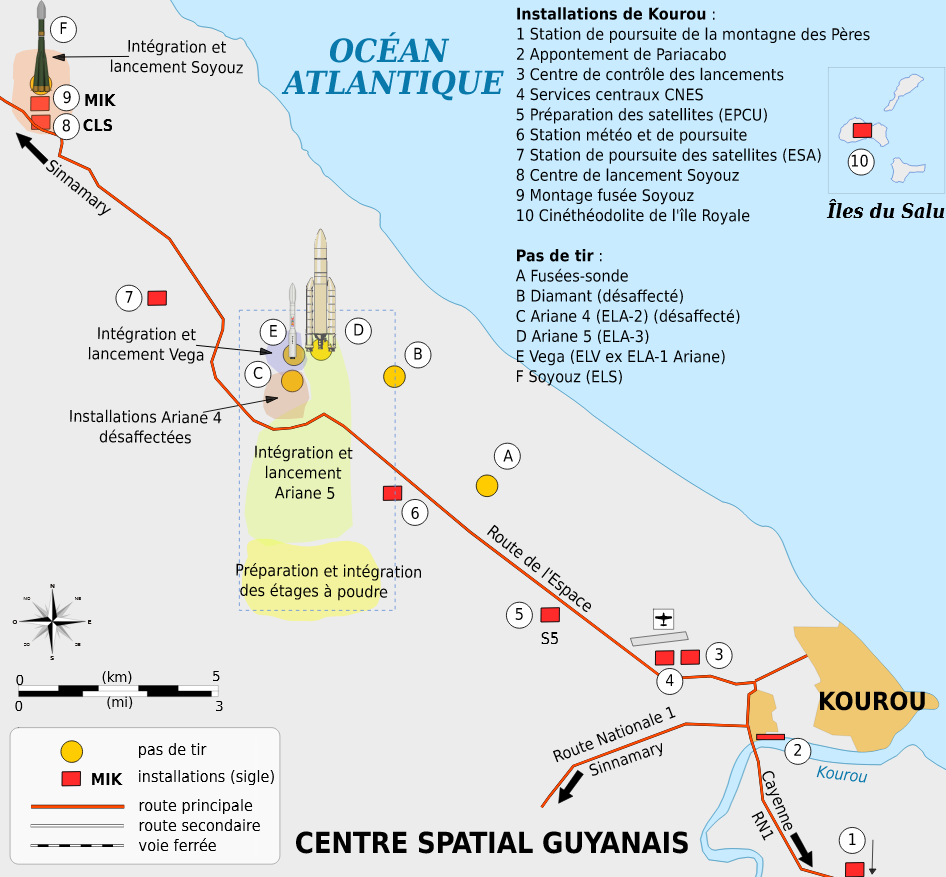 Installations de Kourou :
1 Station de poursuite de la montagne des Pères
2 Appontement de Pariacabo
3 Centre de contrôle des lancements
4 Services centraux CNES
5 Préparation des satellites (EPCU)
6 Station météo et de poursuite
7 Station de poursuite des satellites (ESA)
8 Centre de lancement Soyouz
9 Montage fusée Soyouz
10 Cinéthéodolite de l'île Royale
Pas de tir :
A Fusées-sonde
B Diamant (désaffecté)
C Ariane 4 (ELA-2) (désaffecté)
D Ariane 5 (ELA-3)
E Vega (ELV ex ELA-1 Ariane)
F Soyouz (ELS)
OCÉAN
ATLANTIQUE
10
Îles du Salu
F
Intégration et
lancement Soyouz
9 MIK
8 CLS
Sinnamary
7
Intégration et
lancement Vega
E
D
C
B
Installations Ariane 4
désaffectées
Intégration et
lancement
Ariane 5
A
6
Préparation et intégration
des étages à poudre
Route de l'Espace
5
S5
3
4
KOUROU
2
Kourou
Route Nationale 1
Sinnamary
Cayenne
RN1
1
N
NO
NE
O
E
SO
SE
S
0 (km) 5
0 (mi) 3
pas de tir
MIK installations (sigle)
route principale
route secondaire
voie ferrée
CENTRE SPATIAL GUYANAIS